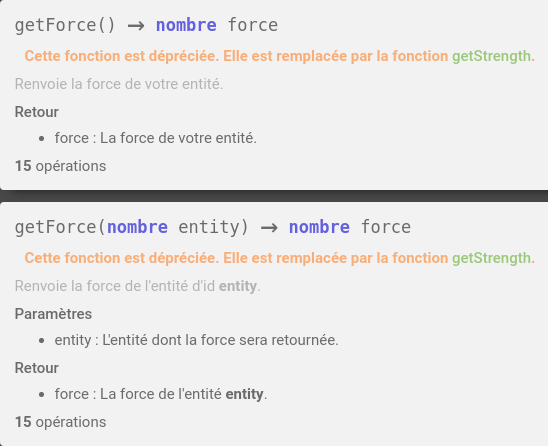 getForce() → nombre force
Cette fonction est dépréciée. Elle est remplacée par la fonction getStrength.
Renvoie la force de votre entité.
Retour
• force : La force de votre entité.
15 opérations
getForce(nombre entity) → nombre force
Cette fonction est dépréciée. Elle est remplacée par la fonction getStrength.
Renvoie la force de l'entité d'id entity.
Paramètres
• entity : L'entité dont la force sera retournée.
Retour
• force : La force de l'entité entity.
15 opérations